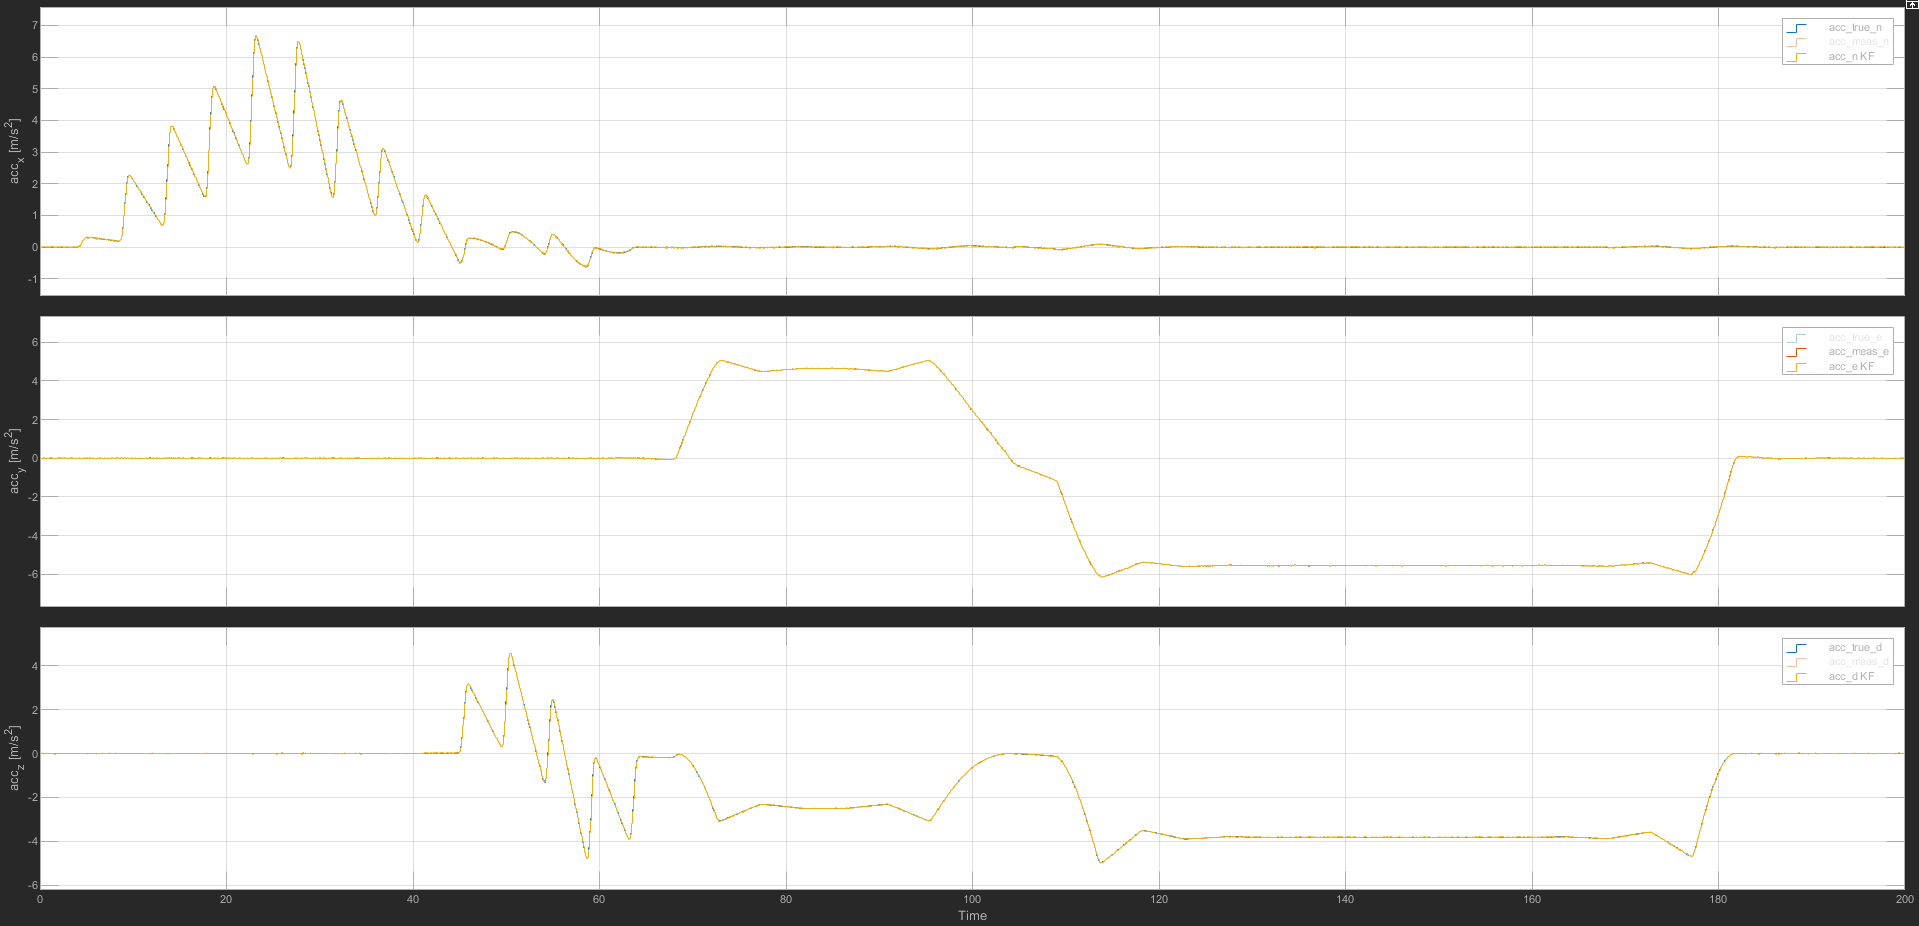 7
6
5
4
3
2
1
0
-1
acc_x [m/s^2]
acc_true_n
acc_meas_n
acc_n KF
6
4
2
0
-2
-4
-6
acc_y [m/s^2]
acc_true_e
acc_meas_e
acc_e KF
4
2
0
-2
-4
-6
acc_z [m/s^2]
acc_true_d
acc_meas_d
acc_d KF
0 20 40 60 80 100 120 140 160 180 200
Time